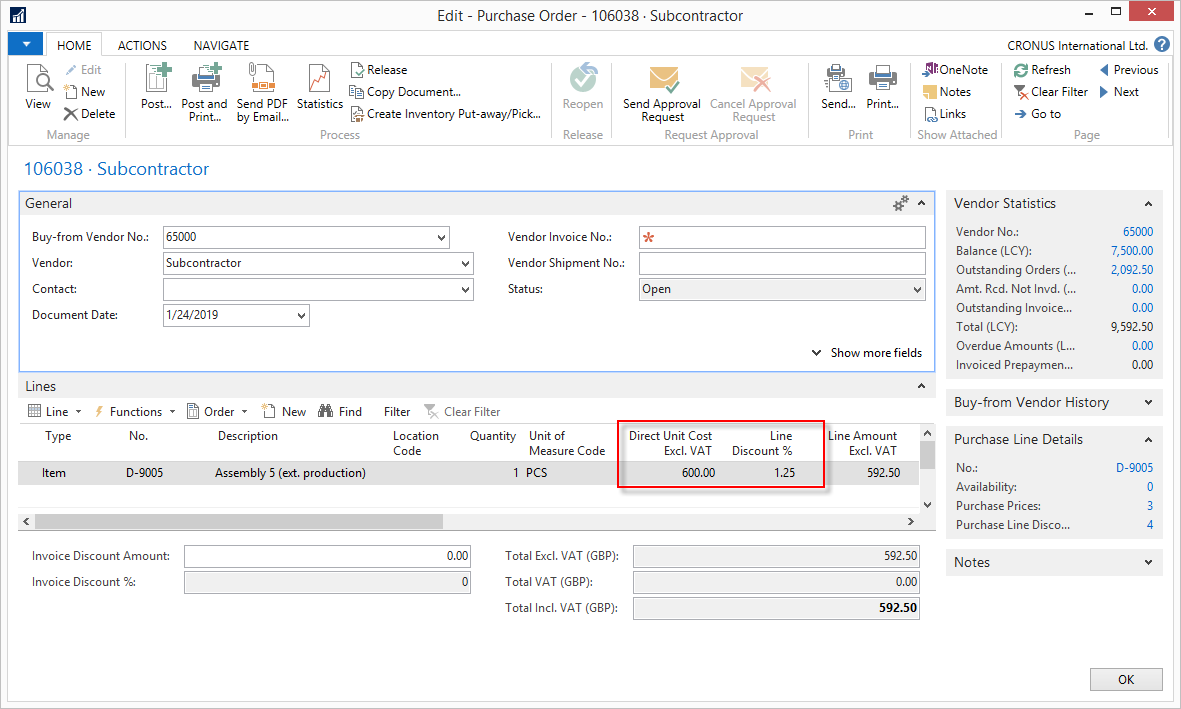 Edit - Purchase Order - 106038 · Subcontractor
HOME ACTIONS NAVIGATE
CRONUS International Ltd.
View
Edit
New
Delete
Manage
Post...
Post and Print...
Send PDF by Email...
Statistics
Release
Copy Document...
Create Inventory Put-away/Pick...
Process
Reopen
Release
Send Approval Request
Cancel Approval Request
Request Approval
Send...
Print...
Print
OneNote
Notes
Links
Show Attached
Refresh
Clear Filter
Go to
Previous
Next
Page
106038 · Subcontractor
General
Buy-from Vendor No.: 65000
Vendor: Subcontractor
Contact:
Document Date: 1/24/2019
Vendor Invoice No.: *
Vendor Shipment No.:
Status: Open
Show more fields
Lines
Line Functions Order New Find Filter Clear Filter
Type No. Description Location Code Quantity Unit of Measure Code Direct Unit Cost Excl. VAT Line Discount % Line Amount Excl. VAT
Item D-9005 Assembly 5 (ext. production) 1 PCS 600.00 1.25 592.50
Invoice Discount Amount: 0.00
Invoice Discount %: 0
Total Excl. VAT (GBP): 592.50
Total VAT (GBP): 0.00
Total Incl. VAT (GBP): 592.50
Vendor Statistics
Vendor No.: 65000
Balance (LCY): 7,500.00
Outstanding Orders (... 2,092.50
Amt. Rcd. Not Invd. (... 0.00
Outstanding Invoice... 0.00
Total (LCY): 9,592.50
Overdue Amounts (L... 0.00
Invoiced Prepaymen... 0.00
Buy-from Vendor History
Purchase Line Details
No.: D-9005
Availability: 0
Purchase Prices: 3
Purchase Line Disco... 4
Notes
OK